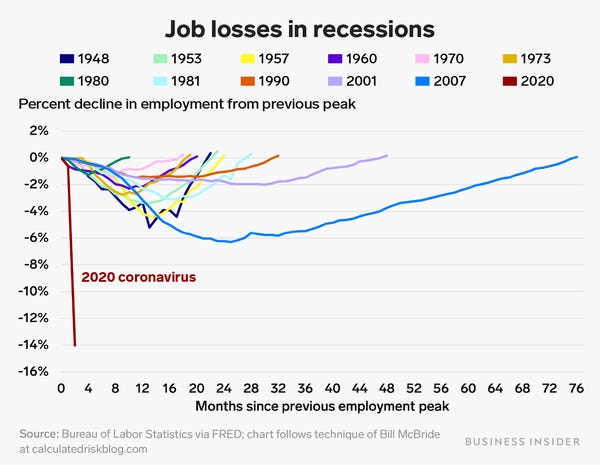 Job losses in recessions
1948 1953 1957 1960 1970 1973
1980 1981 1990 2001 2007 2020
Percent decline in employment from previous peak
2%
0%
-2%
-4%
-6%
-8%
2020 coronavirus
-10%
-12%
-14%
-16%
0 4 8 12 16 20 24 28 32 36 40 44 48 52 56 60 64 68 72 76
Months since previous employment peak
Source: Bureau of Labor Statistics via FRED; chart follows technique of Bill McBride
at calculatedriskblog.com
BUSINESS INSIDER